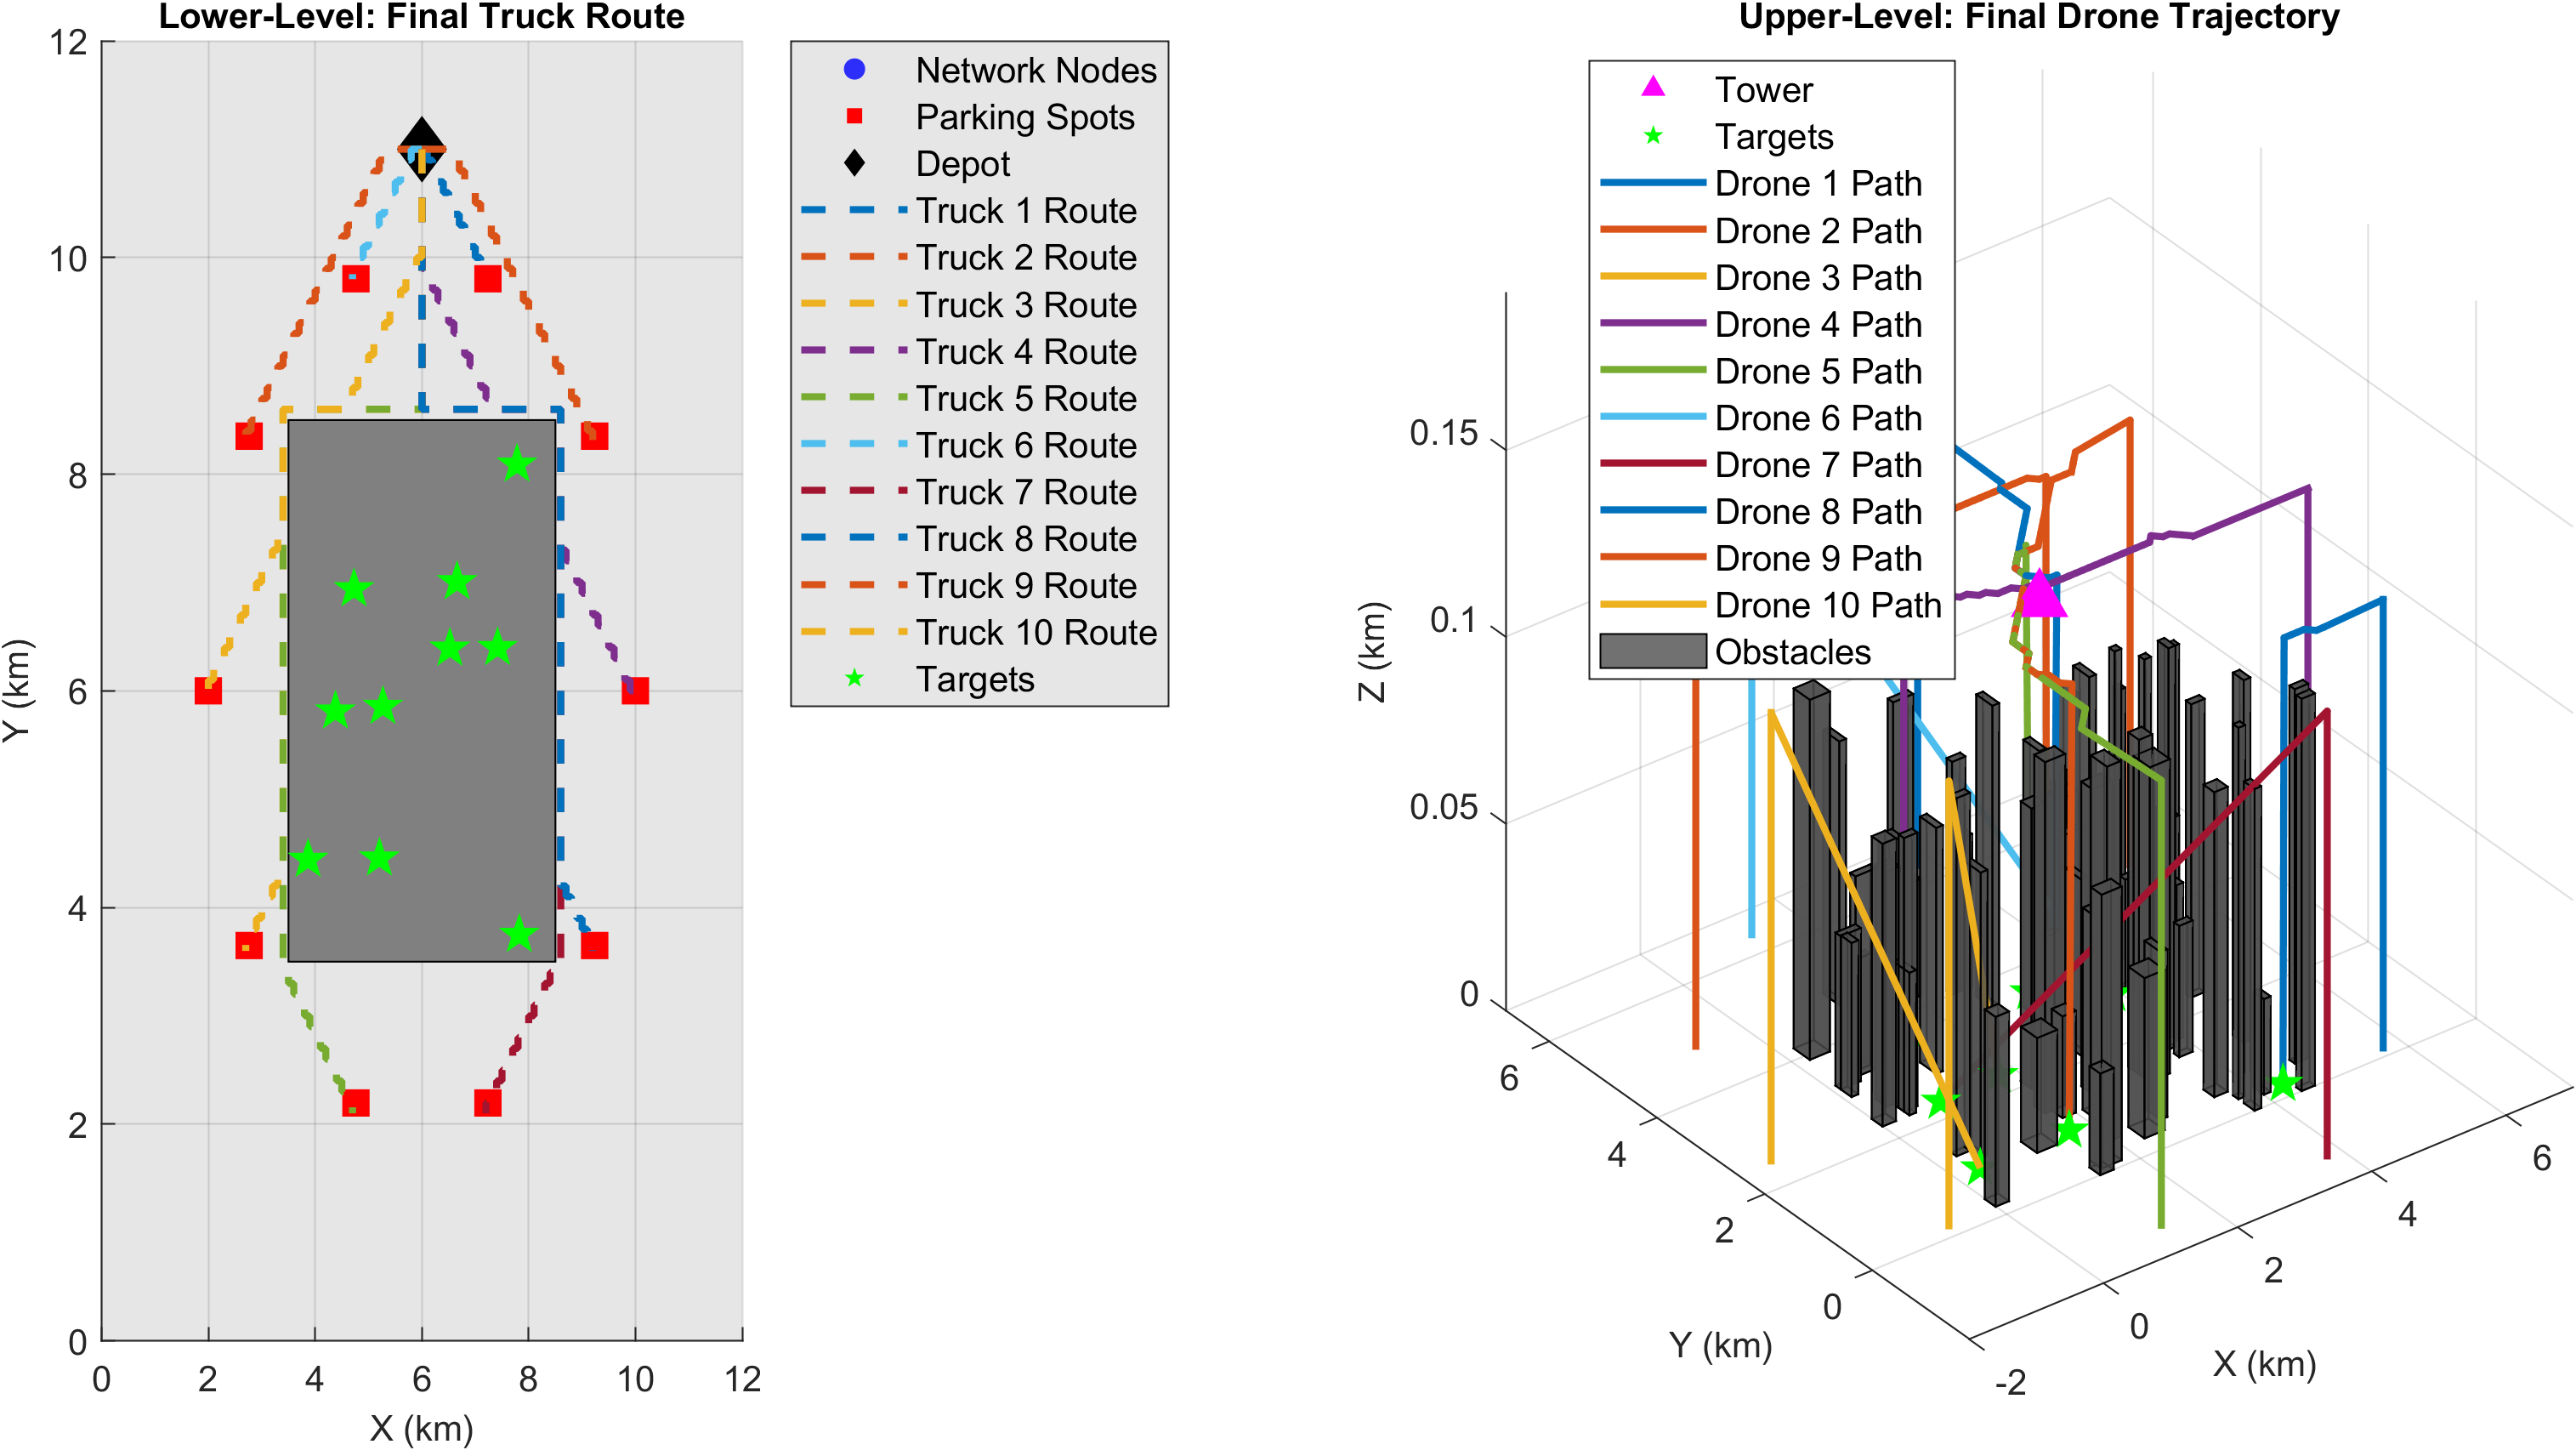 Lower-Level: Final Truck Route
12
10
8
6
4
2
0
0 2 4 6 8 10 12
X (km)
Y (km)
Network Nodes
Parking Spots
Depot
Truck 1 Route
Truck 2 Route
Truck 3 Route
Truck 4 Route
Truck 5 Route
Truck 6 Route
Truck 7 Route
Truck 8 Route
Truck 9 Route
Truck 10 Route
Targets
Upper-Level: Final Drone Trajectory
Tower
Targets
Drone 1 Path
Drone 2 Path
Drone 3 Path
Drone 4 Path
Drone 5 Path
Drone 6 Path
Drone 7 Path
Drone 8 Path
Drone 9 Path
Drone 10 Path
Obstacles
0.15
0.1
0.05
0
Z (km)
6
4
2
0
-2
Y (km)
0
2
4
6
X (km)